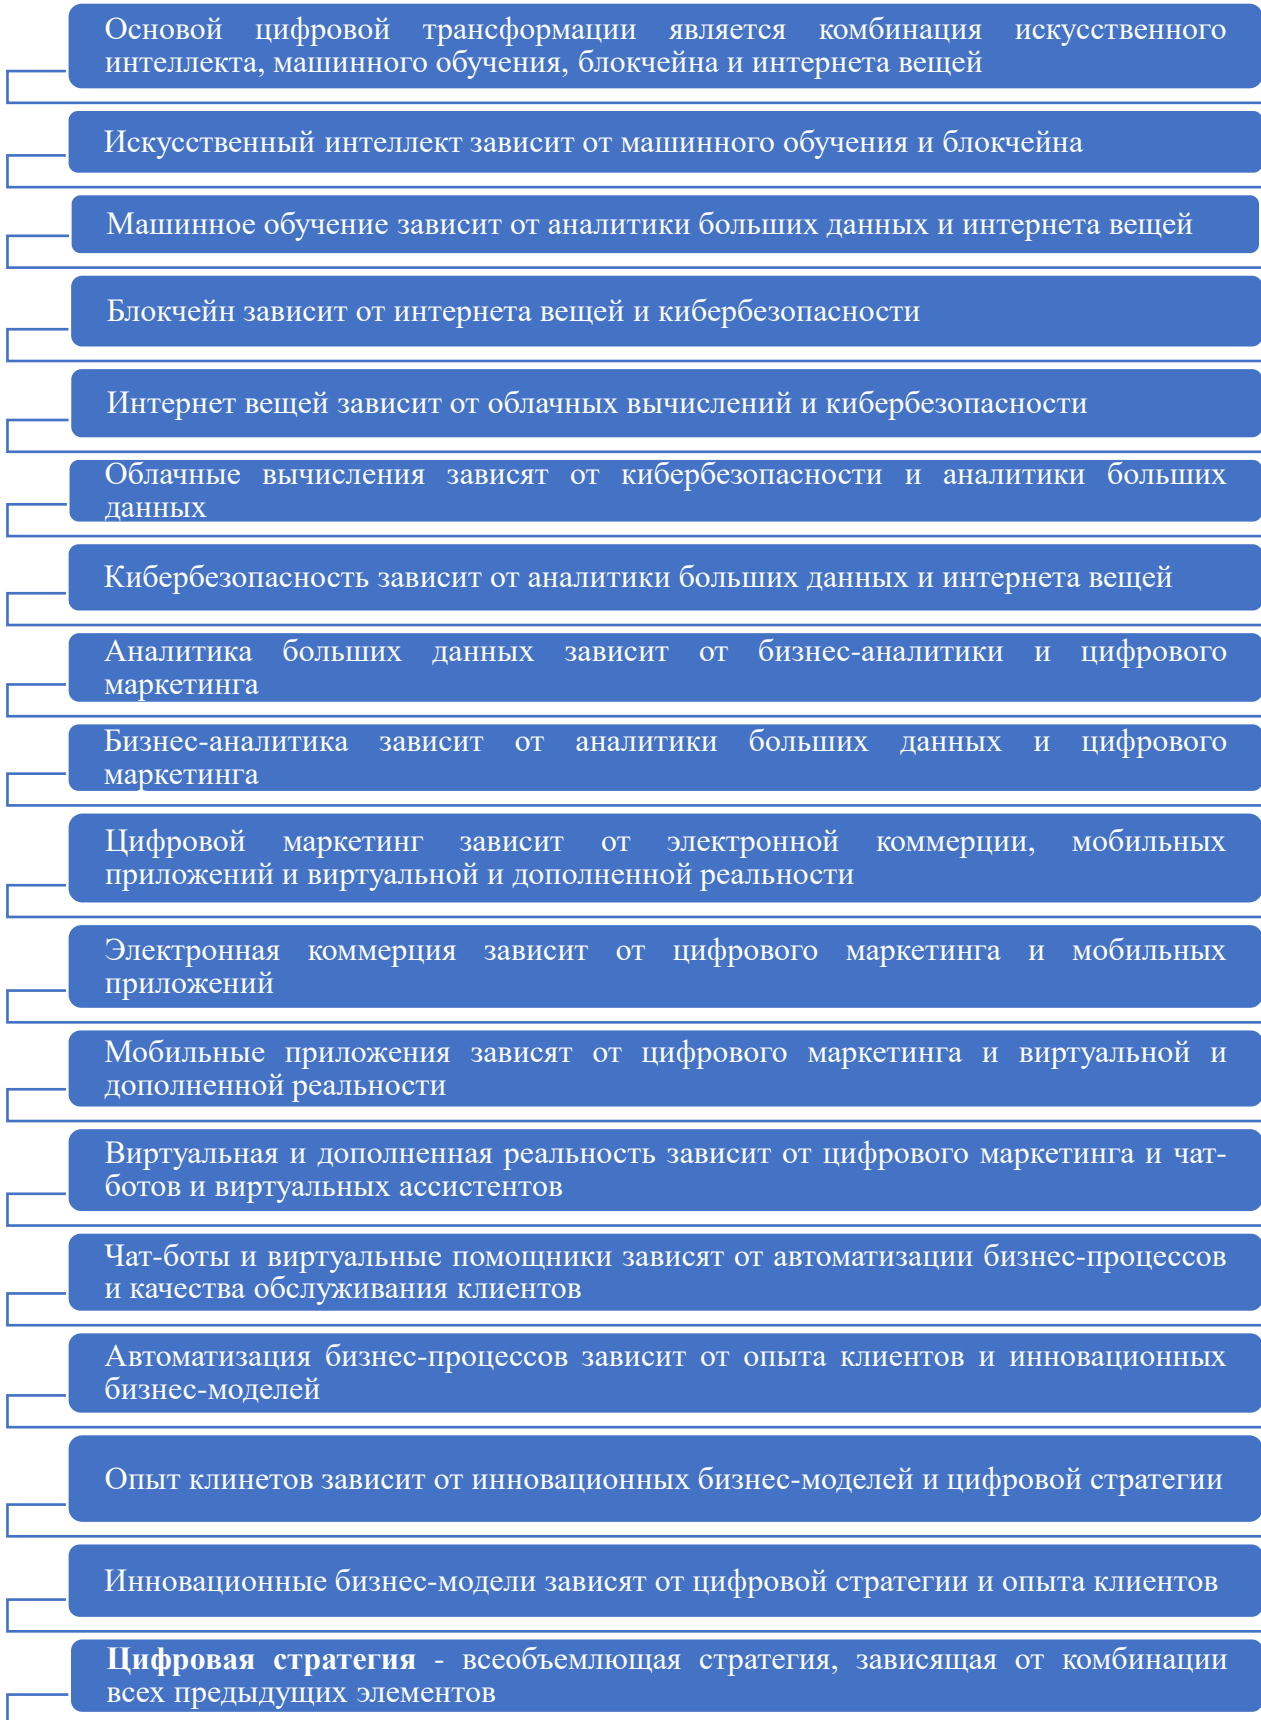 Основой цифровой трансформации является комбинация искусственного
интеллекта, машинного обучения, блокчейна и интернета вещей
Искусственный интеллект зависит от машинного обучения и блокчейна
Машинное обучение зависит от аналитики больших данных и интернета вещей
Блокчейн зависит от интернета вещей и кибербезопасности
Интернет вещей зависит от облачных вычислений и кибербезопасности
Облачные вычисления зависят от кибербезопасности и аналитики больших
данных
Кибербезопасность зависит от аналитики больших данных и интернета вещей
Аналитика больших данных зависит от бизнес-аналитики и цифрового
маркетинга
Бизнес-аналитика зависит от аналитики больших данных и цифрового
маркетинга
Цифровой маркетинг зависит от электронной коммерции, мобильных
приложений и виртуальной и дополненной реальности
Электронная коммерция зависит от цифрового маркетинга и мобильных
приложений
Мобильные приложения зависят от цифрового маркетинга и виртуальной и
дополненной реальности
Виртуальная и дополненная реальность зависит от цифрового маркетинга и чат-
ботов и виртуальных ассистентов
Чат-боты и виртуальные помощники зависят от автоматизации бизнес-процессов
и качества обслуживания клиентов
Автоматизация бизнес-процессов зависит от опыта клиентов и инновационных
бизнес-моделей
Опыт клинетов зависит от инновационных бизнес-моделей и цифровой стратегии
Инновационные бизнес-модели зависят от цифровой стратегии и опыта клиентов
Цифровая стратегия - всеобъемлющая стратегия, зависящая от комбинации
всех предыдущих элементов